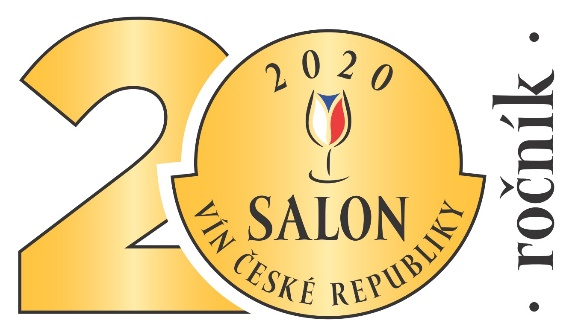 20
2020
SALON
VÍN ČESKÉ REPUBLIKY
· ročník ·